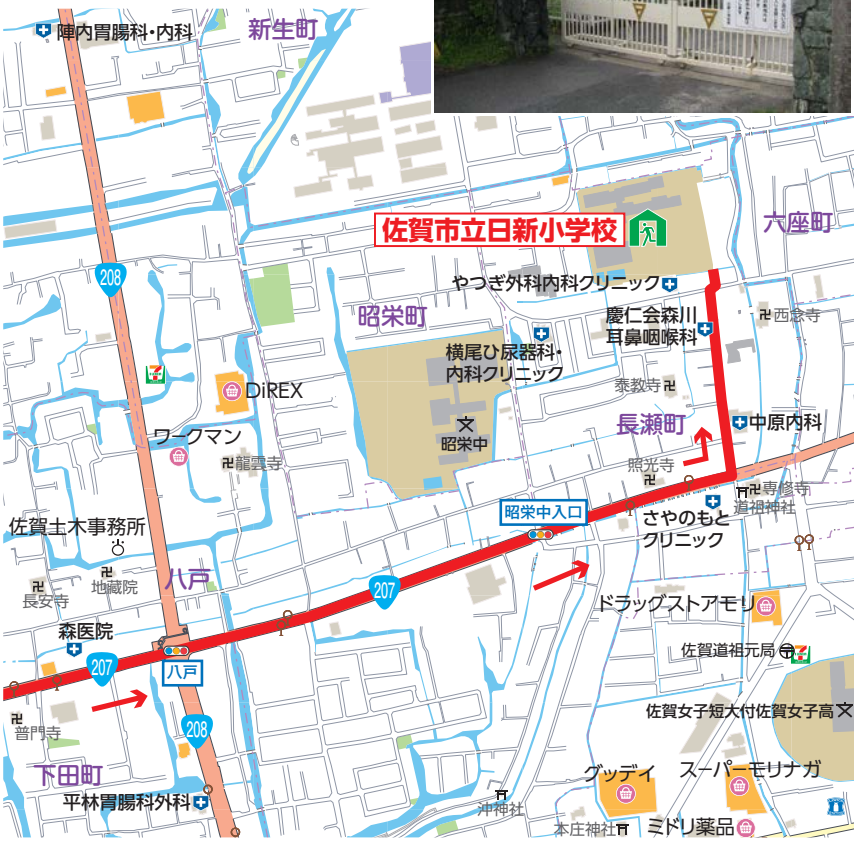 陣内胃腸科・内科
新生町
佐賀市立日新小学校
六座町
208
やつぎ外科内科クリニック
昭栄町
慶仁会森川
耳鼻咽喉科
西念寺
横尾ひ尿器科・
内科クリニック
泰教寺
DiREX
長瀬町
中原内科
ワークマン
昭栄中
龍雲寺
照光寺
専修寺
道祖神社
昭栄中入口
さやのもと
クリニック
佐賀土木事務所
八戸
地蔵院
長安寺
207
ドラッグストアモリ
森医院
佐賀道祖元局
207
八戸
208
普門寺
佐賀女子短大付佐賀女子高
下田町
グッデイ
スーパーモリナガ
平林胃腸科外科
沖神社
本庄神社
ミドリ薬品